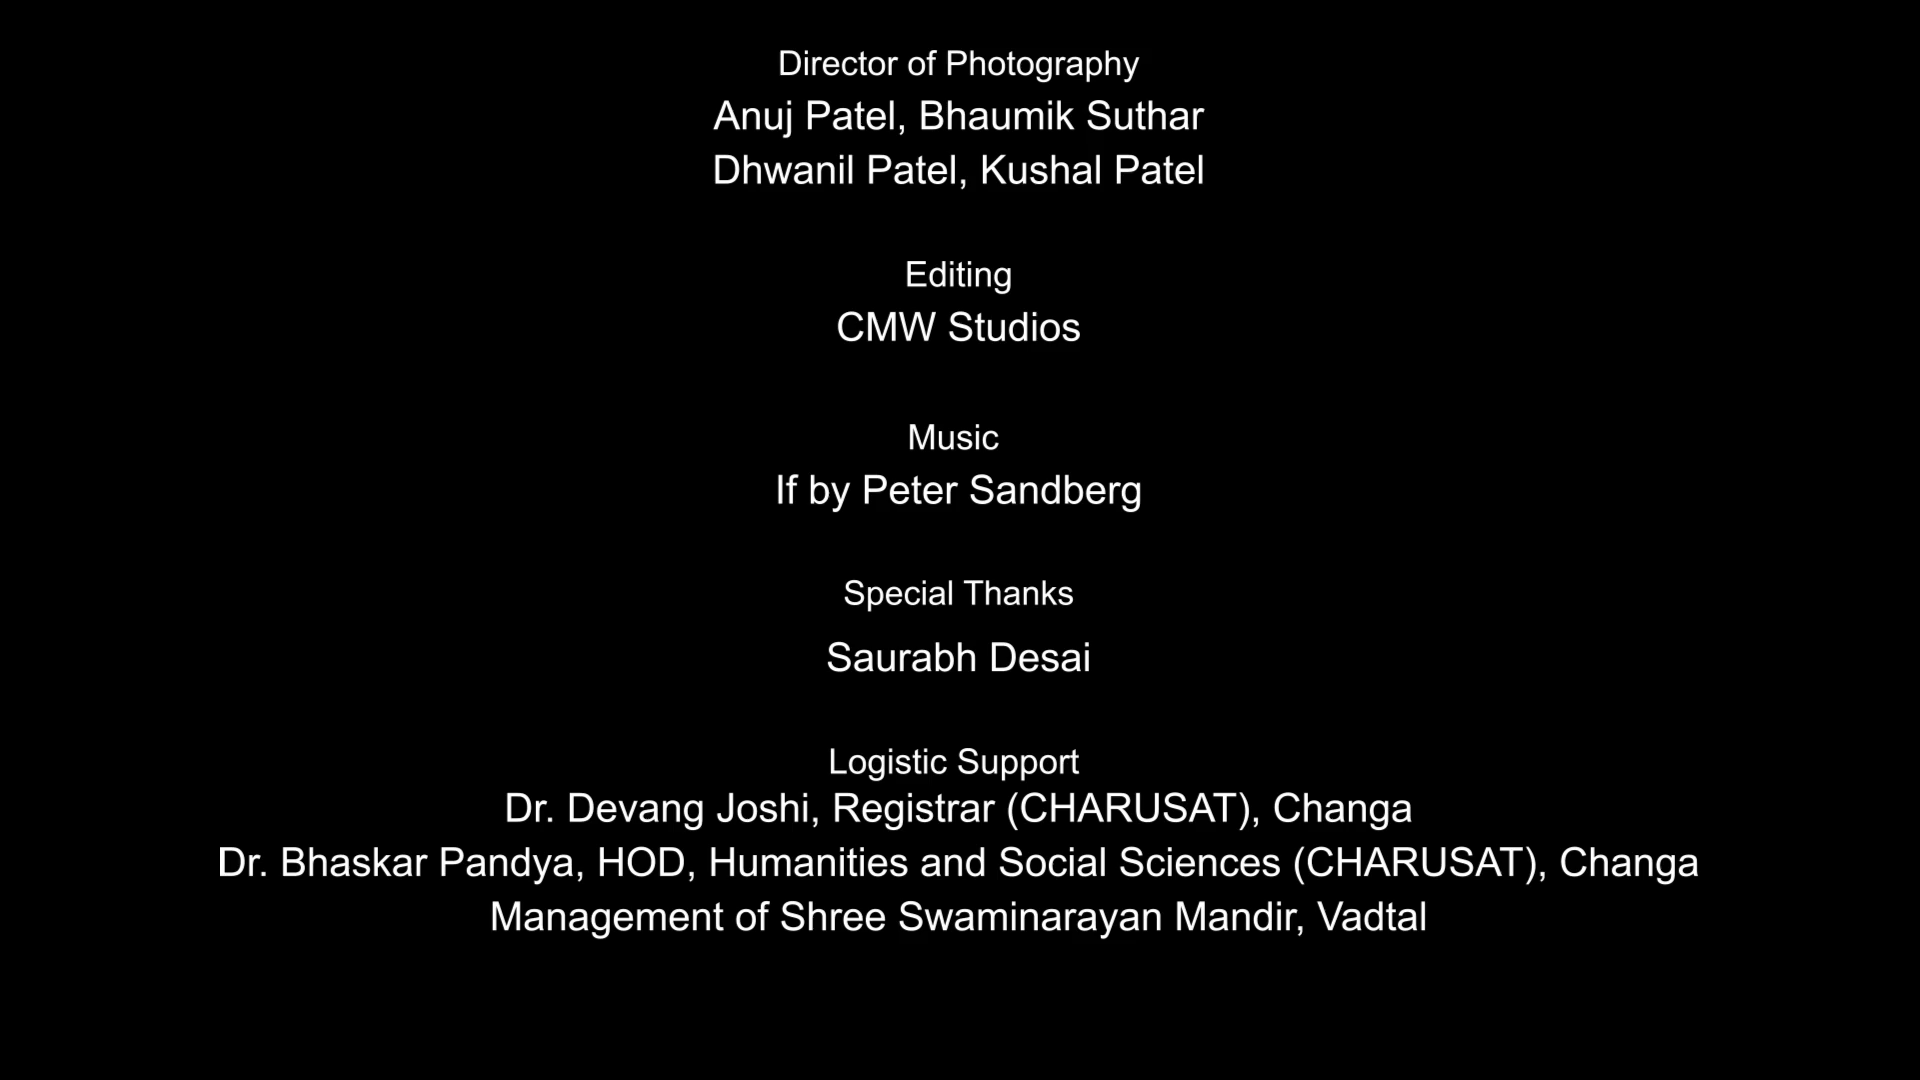 Director of Photography
Anuj Patel, Bhaumik Suthar
Dhwanil Patel, Kushal Patel
Editing
CMW Studios
Music
If by Peter Sandberg
Special Thanks
Saurabh Desai
Logistic Support
Dr. Devang Joshi, Registrar (CHARUSAT), Changa
Dr. Bhaskar Pandya, HOD, Humanities and Social Sciences (CHARUSAT), Changa
Management of Shree Swaminarayan Mandir, Vadtal